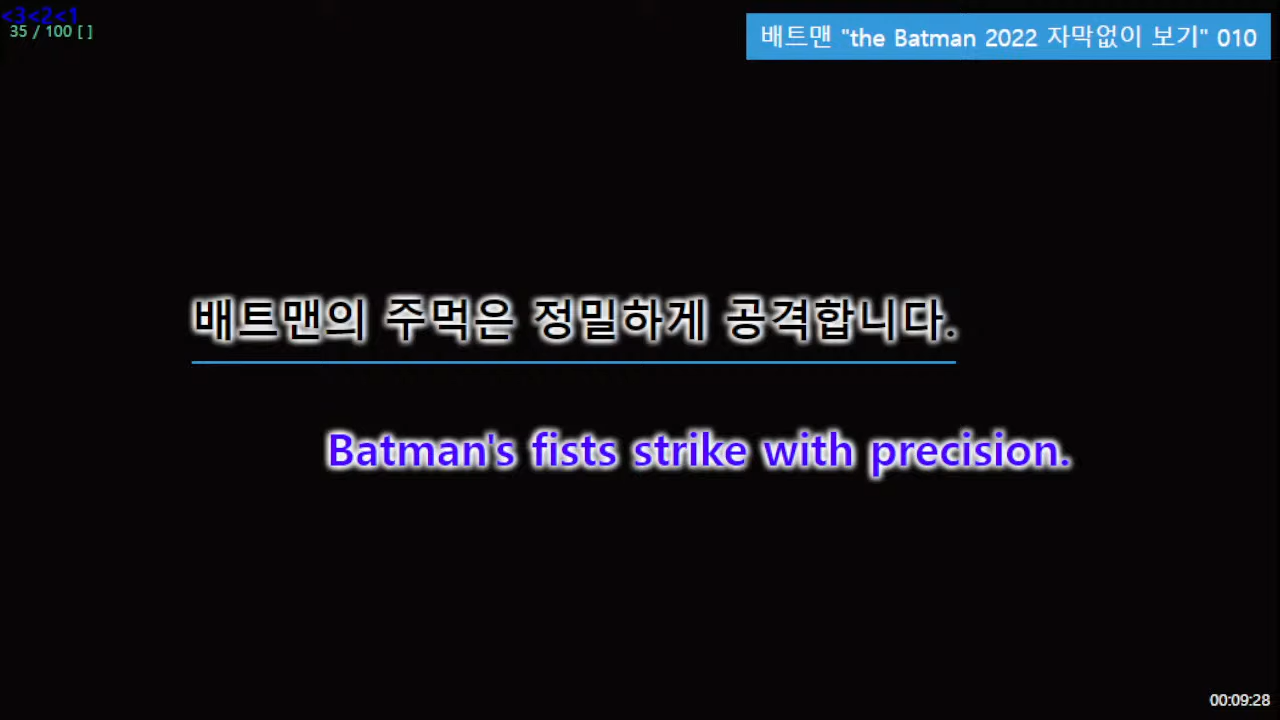 <3<2<1
35 / 100 [ ]
배트맨 "the Batman 2022 자막없이 보기" 010
배트맨의 주먹은 정밀하게 공격합니다.
Batman's fists strike with precision.
00:09:28